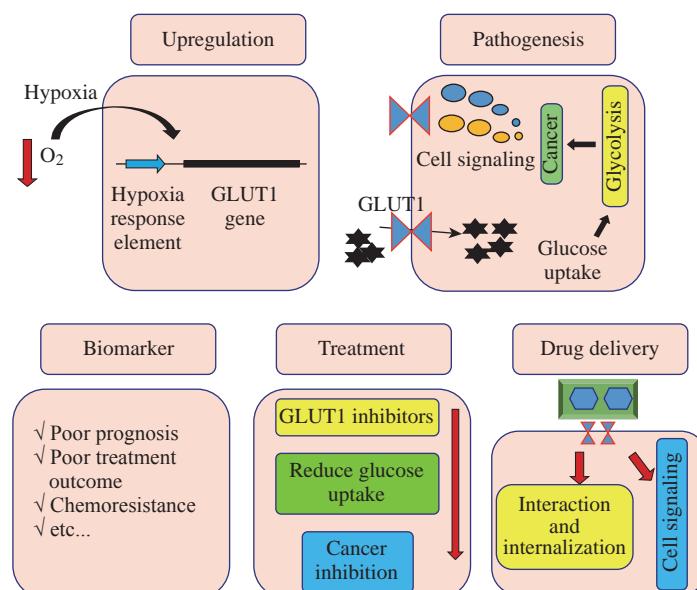 Upregulation
Hypoxia
O2
Hypoxia
response
element
GLUT1
gene
Pathogenesis
Cell signaling
Cancer
Glycolysis
GLUT1
Glucose
uptake
Biomarker
√ Poor prognosis
√ Poor treatment
outcome
√ Chemoresistance
√ etc...
Treatment
GLUT1 inhibitors
Reduce glucose
uptake
Cancer
inhibition
Drug delivery
Interaction
and
internalization
Cell signaling